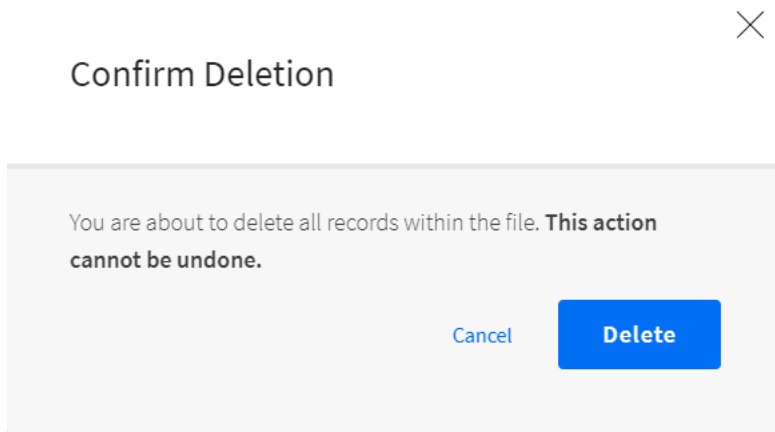 Confirm Deletion
You are about to delete all records within the file. This action
cannot be undone.
Cancel
Delete